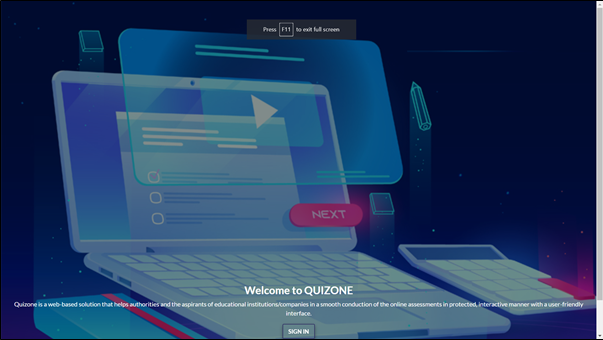 Press F11 to exit full screen
NEXT
Welcome to QUIZONE
Quizone is a web-based solution that helps authorities and the aspirants of educational Institutions/companies in a smooth conduction of the online assessments in protected, interactive manner with a user-friendly
interface.
SIGN IN